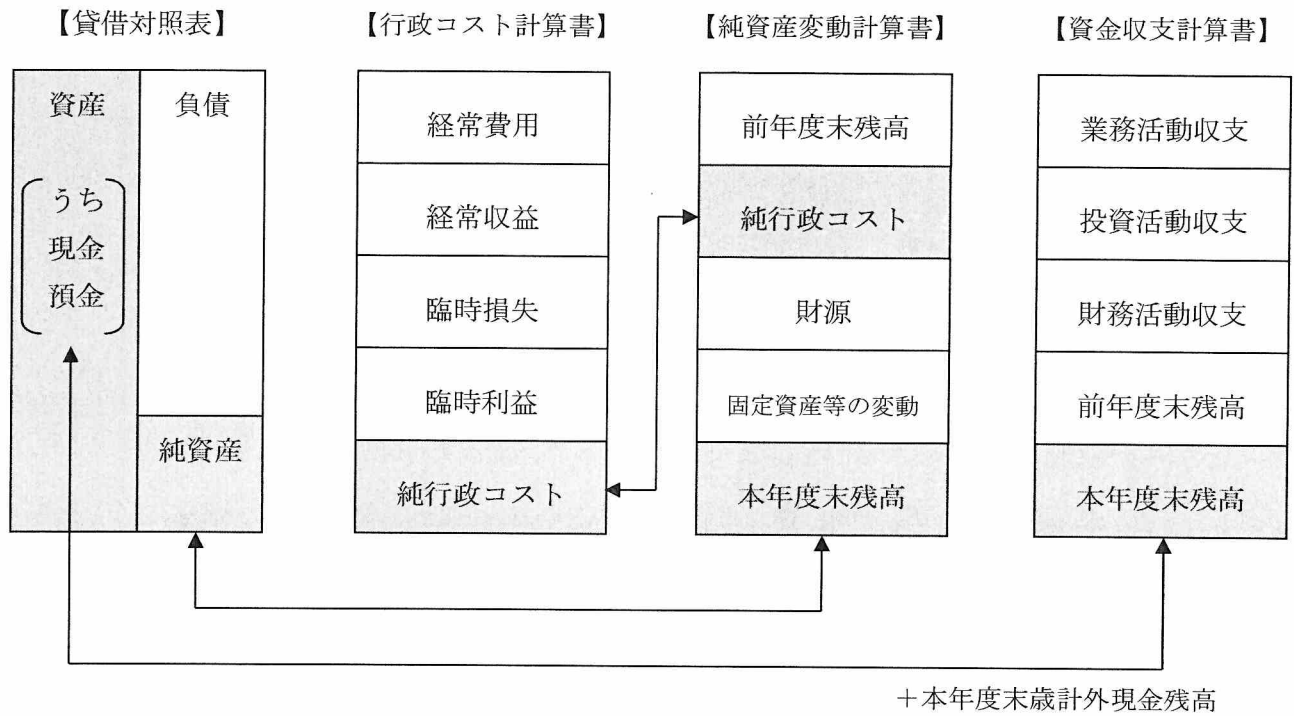 【貸借対照表】
資産
うち
現金
預金
負債
純資産
【行政コスト計算書】
経常費用
経常収益
臨時損失
臨時利益
純行政コスト
【純資産変動計算書】
前年度末残高
純行政コスト
財源
固定資産等の変動
本年度末残高
【資金収支計算書】
業務活動収支
投資活動収支
財務活動収支
前年度末残高
本年度末残高
＋本年度末歳計外現金残高